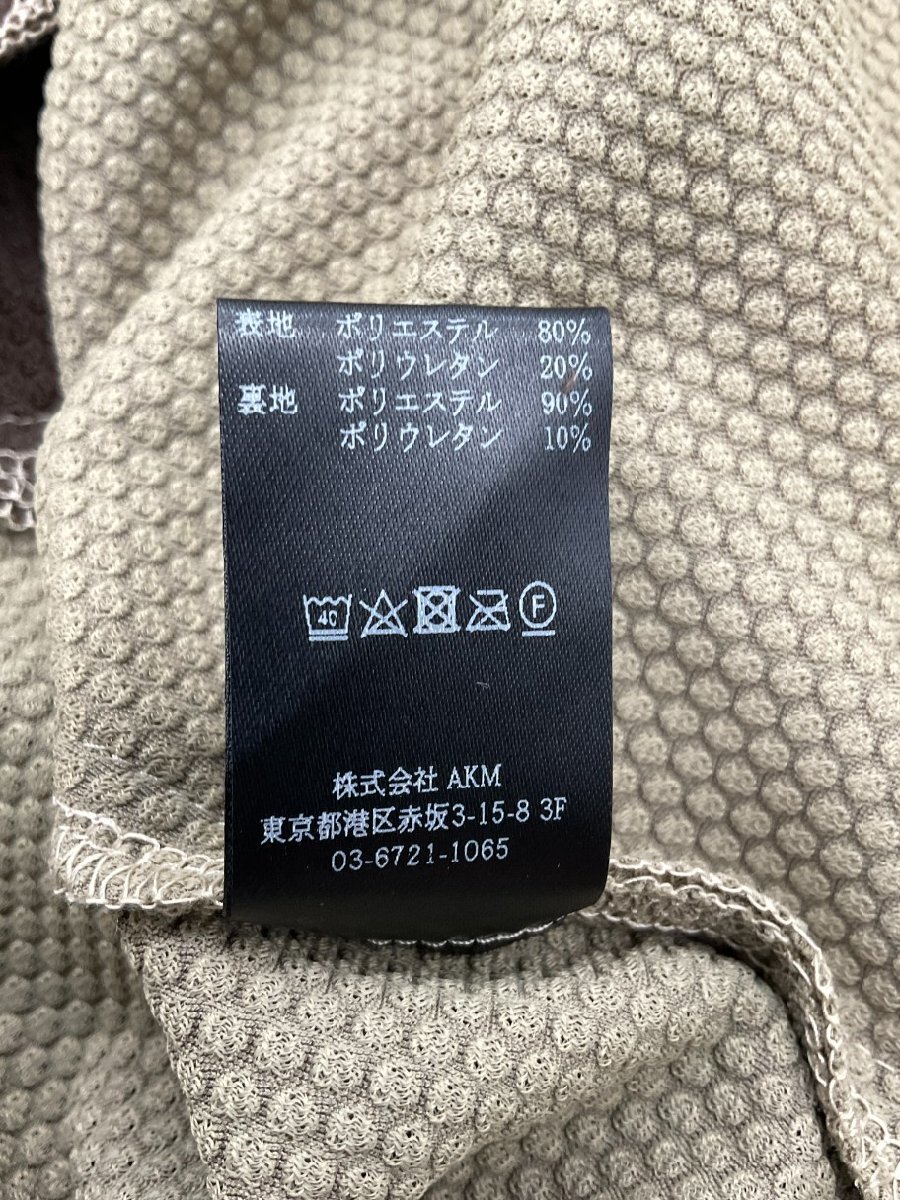 表地 ポリエステル 80%
ポリウレタン 20%
裏地 ポリエステル 90%
ポリウレタン 10%
40 F
株式会社 AKM
東京都港区赤坂3-15-8 3F
03-6721-1065